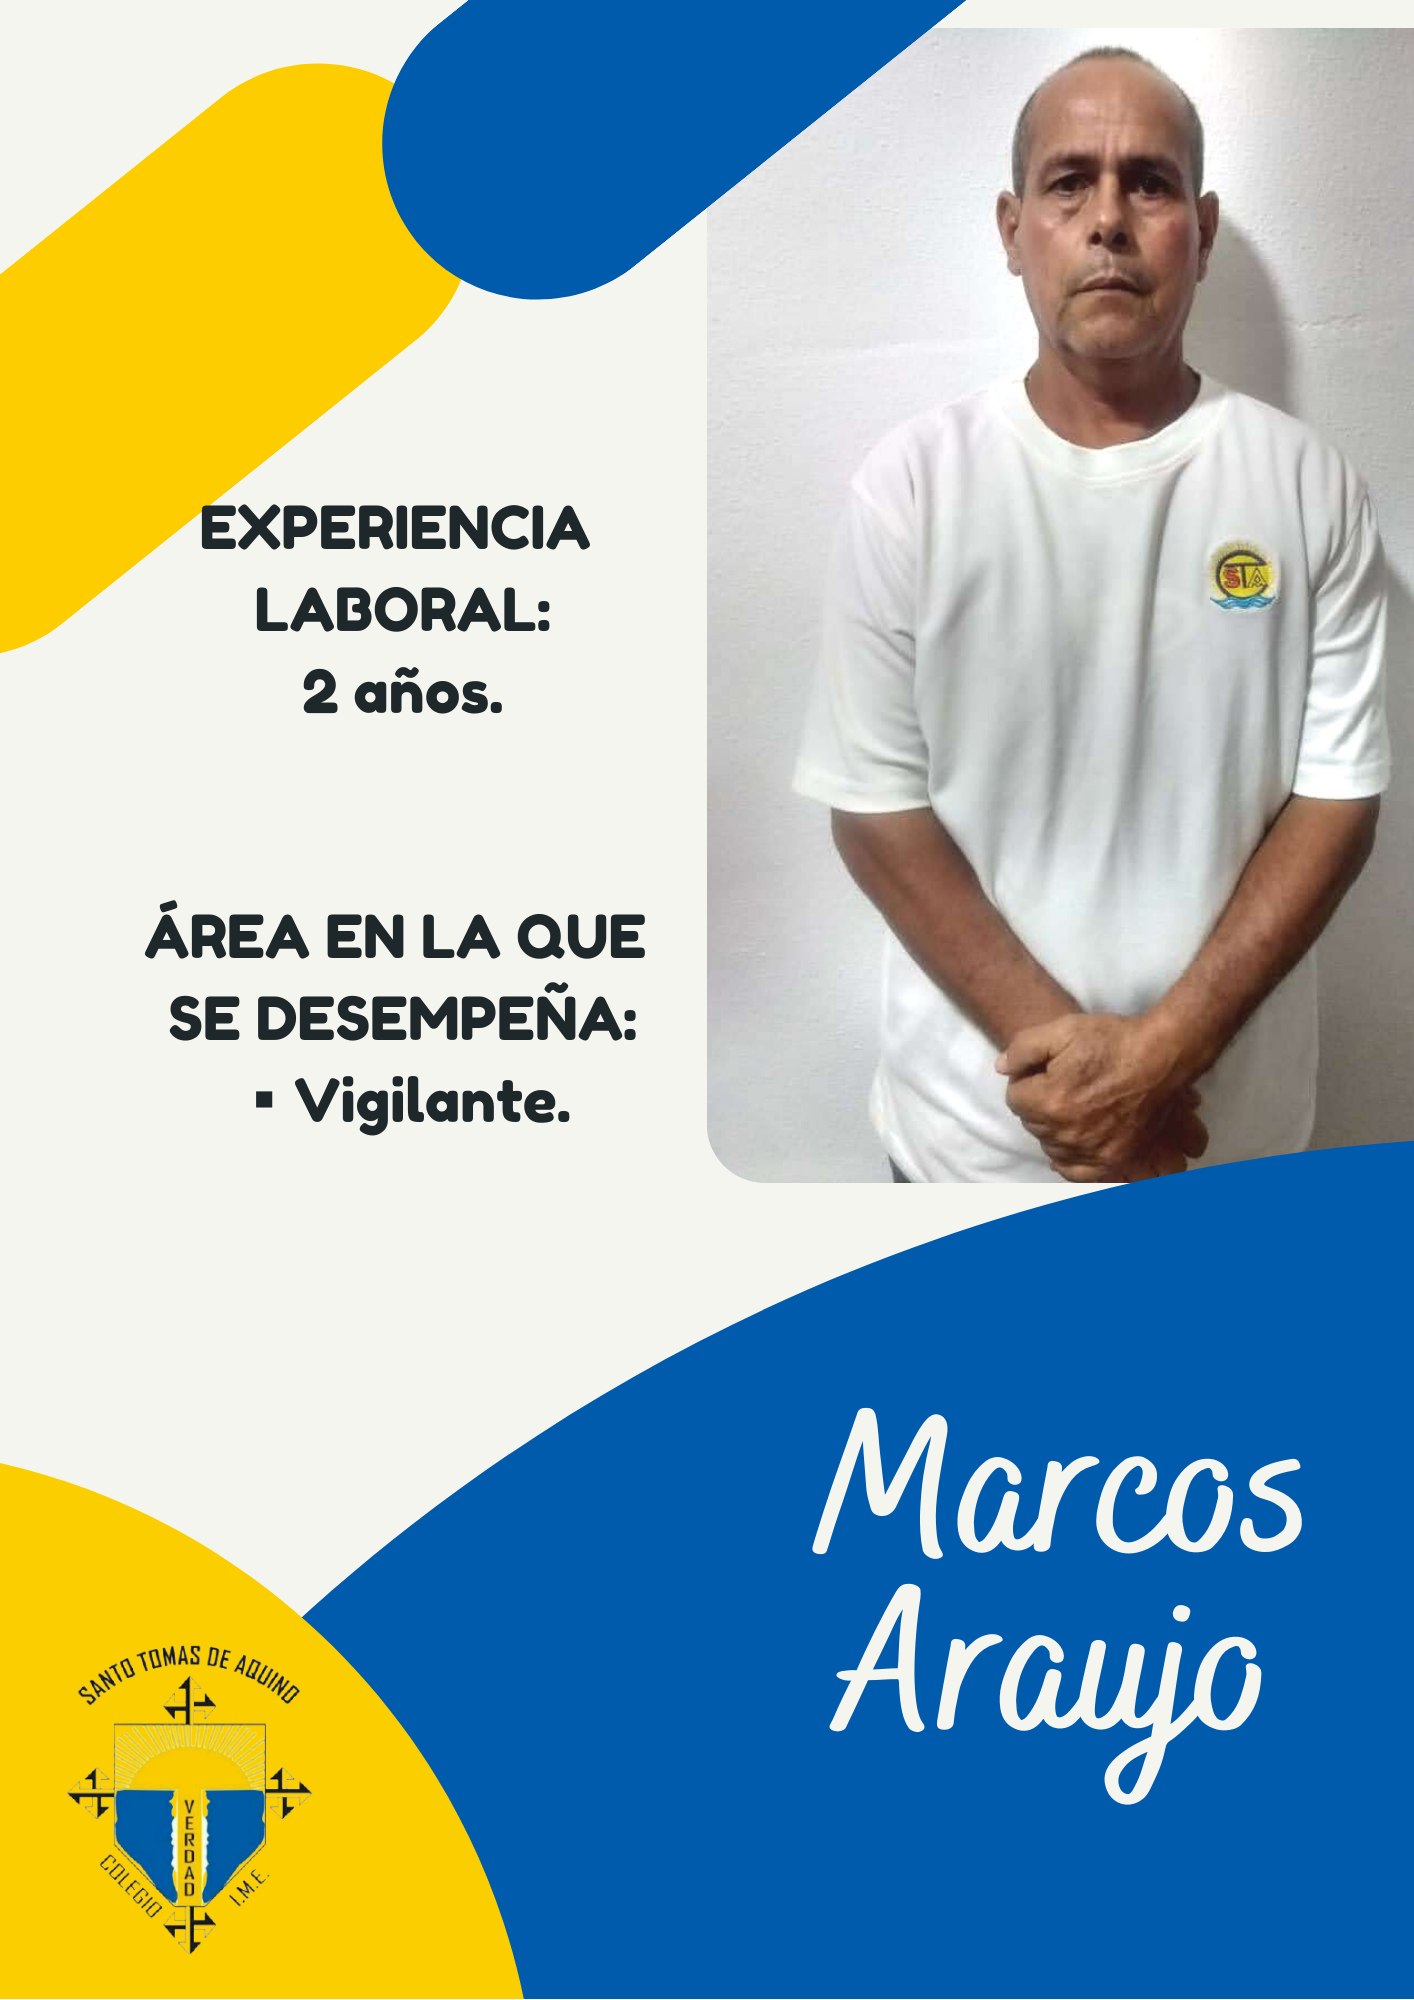 EXPERIENCIA
LABORAL:
2 años.
ÁREA EN LA QUE
SE DESEMPEÑA:
▪ Vigilante.
STA
Marcos
Araujo
SANTO TOMAS DE AQUINO
VERDAD
COLEGIO
I.M.E.